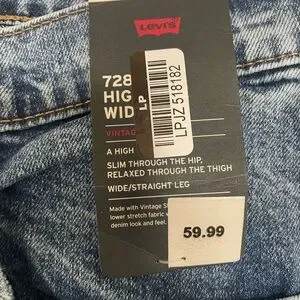 Levi's
728
HIG
WID
LP
LPJZ 518182
VINTAG
A HIGH
SLIM THROUGH THE HIP,
RELAXED THROUGH THE THIGH
WIDE/STRAIGHT LEG
Made with Vintage S
lower stretch fabric
denim look and feel.
59.99